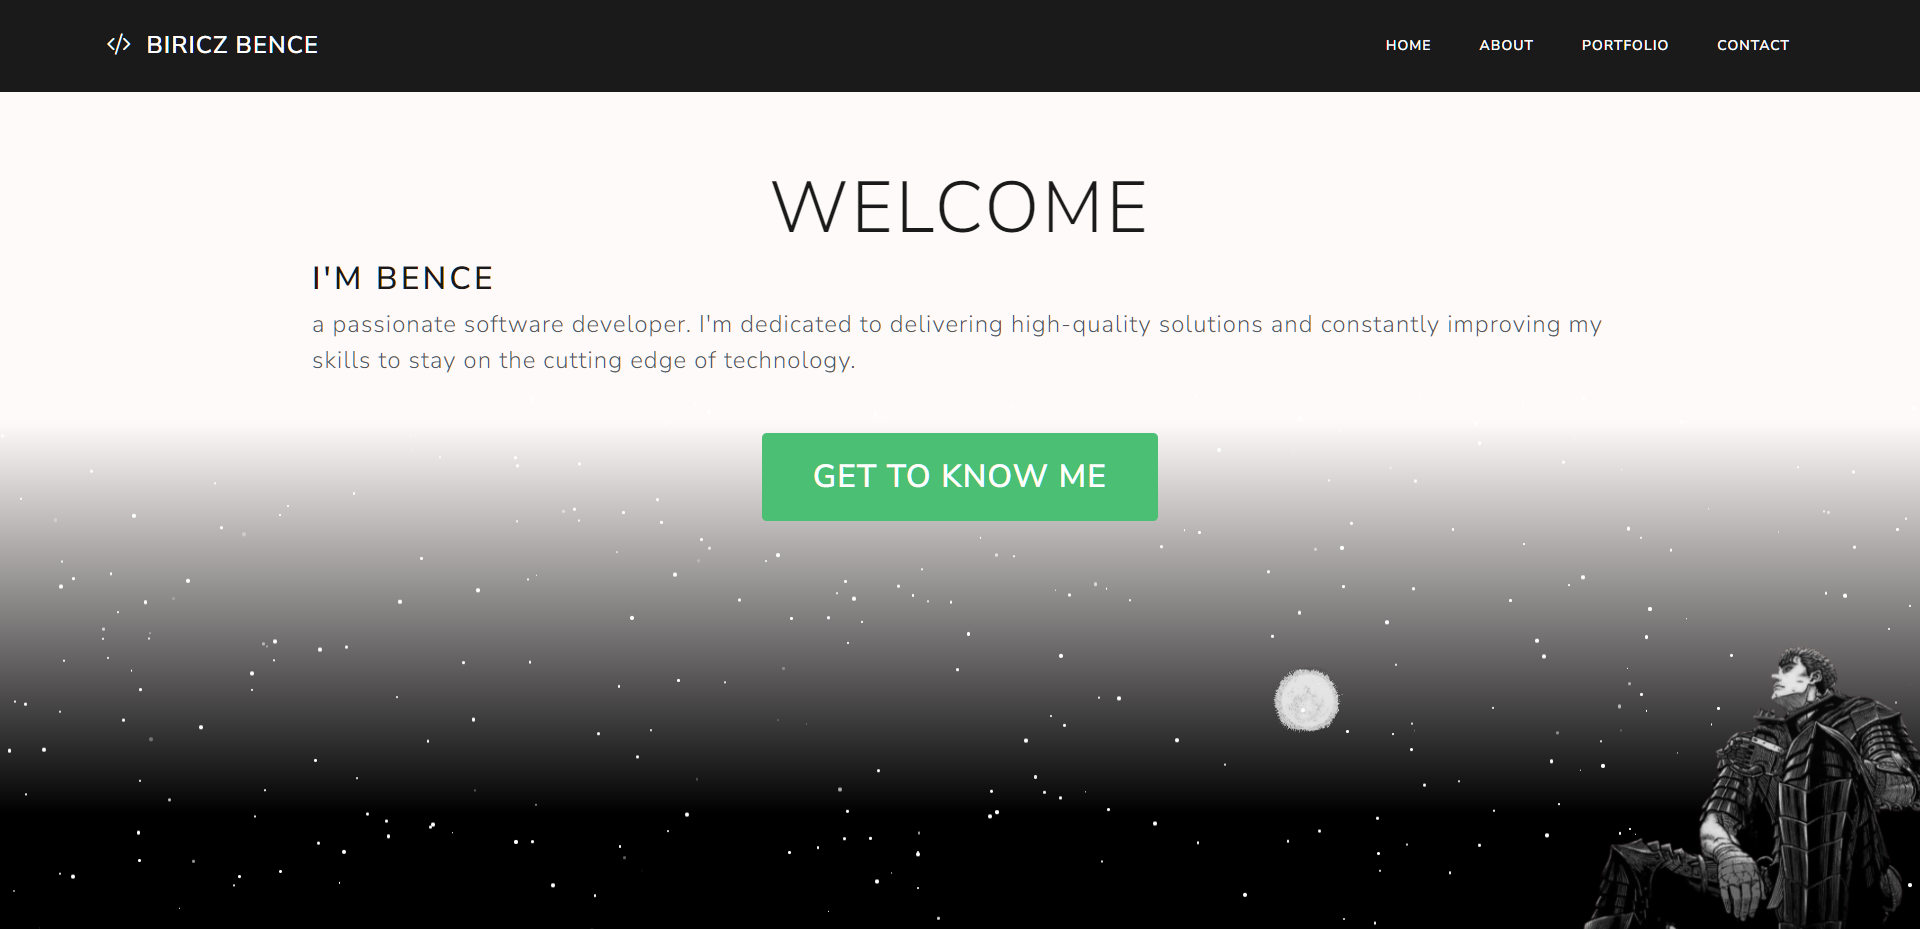 </> BIRICZ BENCE
HOME ABOUT PORTFOLIO CONTACT
WELCOME
I'M BENCE
a passionate software developer. I'm dedicated to delivering high-quality solutions and constantly improving my
skills to stay on the cutting edge of technology.
GET TO KNOW ME